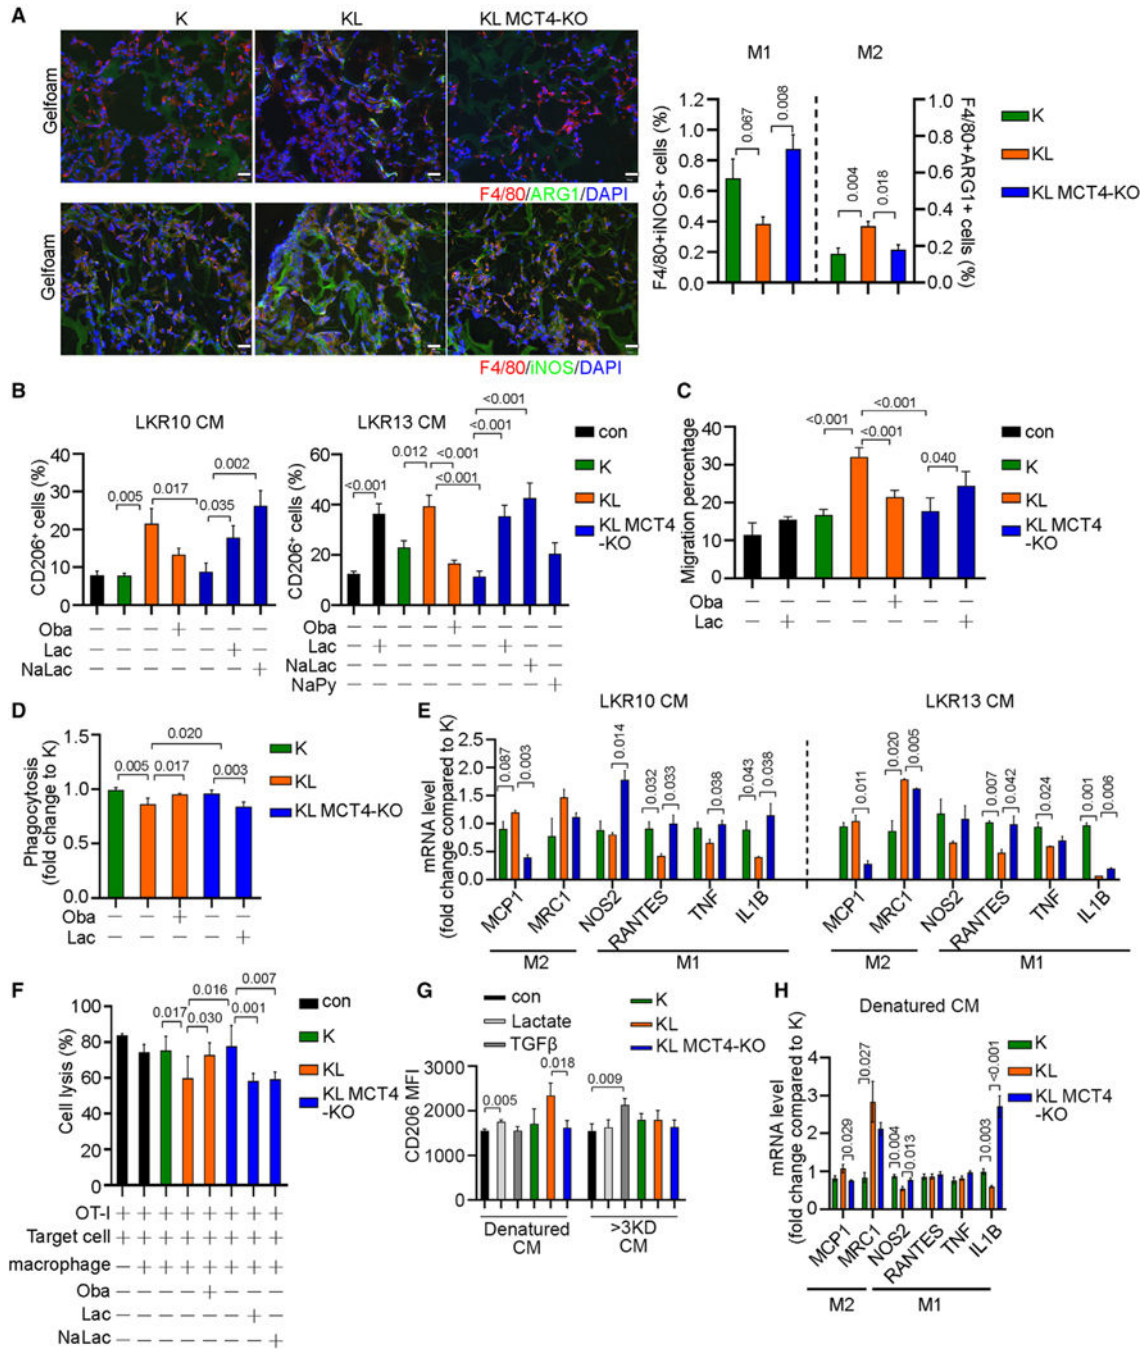 A
K
KL
KL MCT4-KO
Gelfoam
F4/80/ARG1/DAPI
Gelfoam
F4/80/iNOS/DAPI
M1
M2
F4/80+iNOS+ cells (%)
1.2
1.0
0.8
0.6
0.4
0.2
0.0
0.067
0.008
0.004
0.018
1.0
0.8
0.6
0.4
0.2
0.0
F4/80+ARG1+ cells (%)
K
KL
KL MCT4-KO
B
LKR10 CM
CD206+ cells (%)
40
30
20
10
0
0.005
0.017
0.035
0.002
Oba — — — + — — —
Lac — — — — — + —
NaLac — — — — — — +
LKR13 CM
CD206+ cells (%)
60
40
20
0
<0.001
0.012
<0.001
<0.001
<0.001
<0.001
Oba — — — — + — — — —
Lac — + — — — — + — —
NaLac — — — — — — — + —
NaPy — — — — — — — — +
con
K
KL
KL MCT4
-KO
C
Migration percentage
40
30
20
10
0
<0.001
<0.001
<0.001
0.040
Oba — — — — + — —
Lac — + — — — — +
con
K
KL
KL MCT4
-KO
D
Phagocytosis
(fold change to K)
1.5
1.0
0.5
0.0
0.005
0.017
0.020
0.003
Oba — — + — —
Lac — — — — +
K
KL
KL MCT4-KO
E
LKR10 CM
LKR13 CM
mRNA level
(fold change compared to K)
2.5
2.0
1.5
1.0
0.5
0.0
0.087
0.003
0.014
0.032
0.033
0.038
0.043
0.038
0.011
0.020
0.005
0.007
0.042
0.024
0.001
0.006
MCP1
MRC1
NOS2
RANTES
TNF
IL1B
MCP1
MRC1
NOS2
RANTES
TNF
IL1B
M2
M1
M2
M1
F
Cell lysis (%)
100
80
60
40
20
0
0.017
0.030
0.016
0.001
0.007
OT-I + + + + + + + +
Target cell + + + + + + + +
macrophage — + + + + + + +
Oba — — — — + — — —
Lac — — — — — — + —
NaLac — — — — — — — +
con
K
KL
KL MCT4
-KO
G
con
Lactate
TGFβ
K
KL
KL MCT4-KO
CD206 MFI
3000
2000
1000
0
0.005
0.018
0.009
Denatured
CM
>3KD
CM
H
Denatured CM
mRNA level
(fold change compared to K)
4
3
2
1
0
0.029
0.027
0.004
0.013
0.003
<0.001
MCP1
MRC1
NOS2
RANTES
TNF
IL1B
M2
M1
K
KL
KL MCT4
-KO